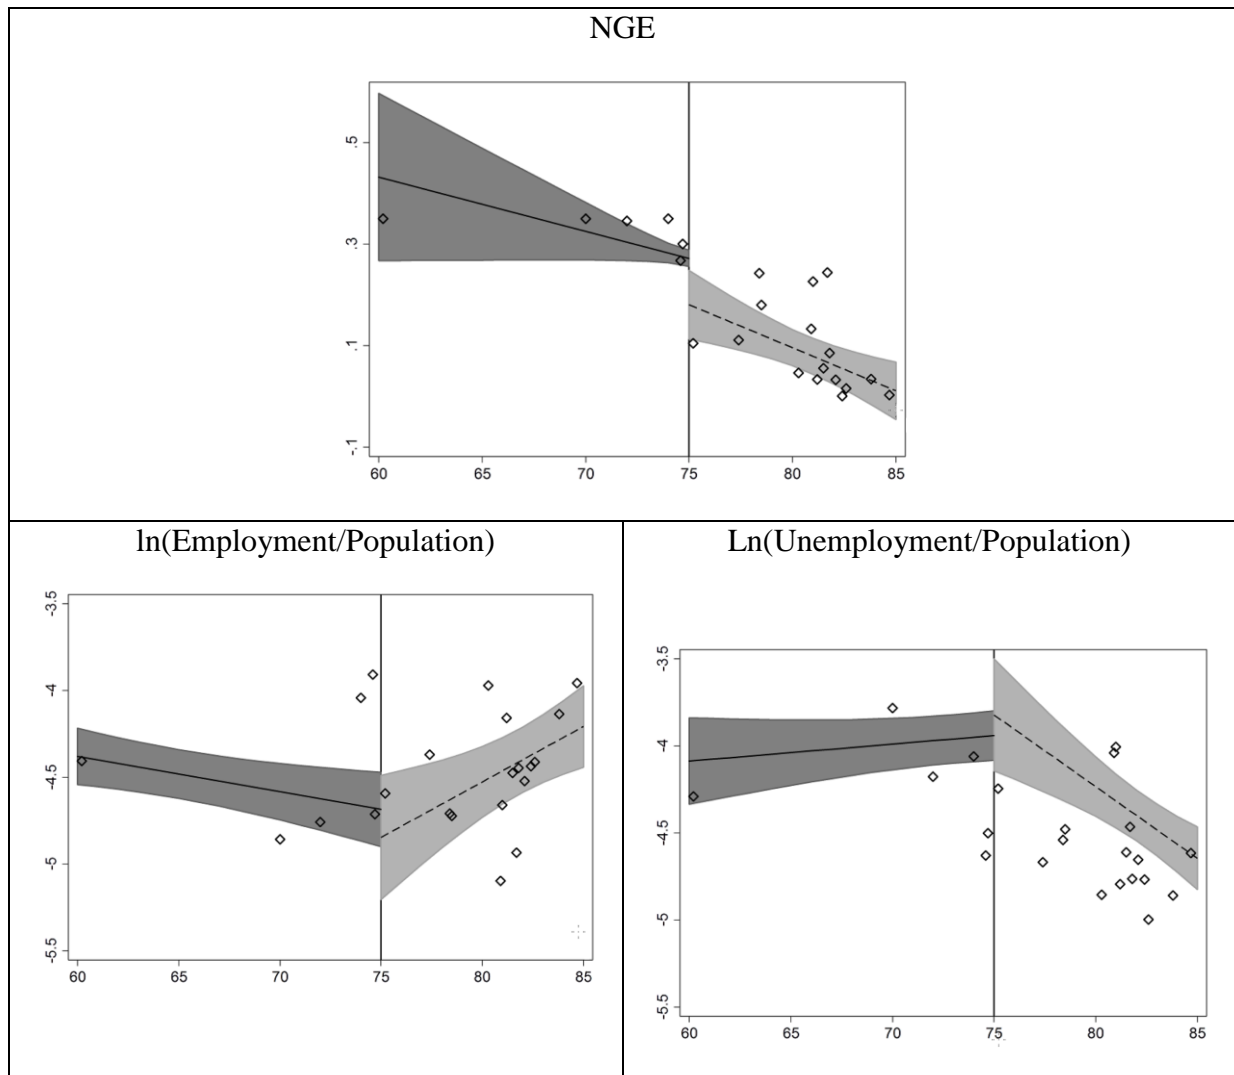 NGE
.5
.3
.1
-.1
60 65 70 75 80 85
ln(Employment/Population)
-3.5
-4
-4.5
-5
-5.5
60 65 70 75 80 85
Ln(Unemployment/Population)
-3.5
-4
-4.5
-5
-5.5
60 65 70 75 80 85